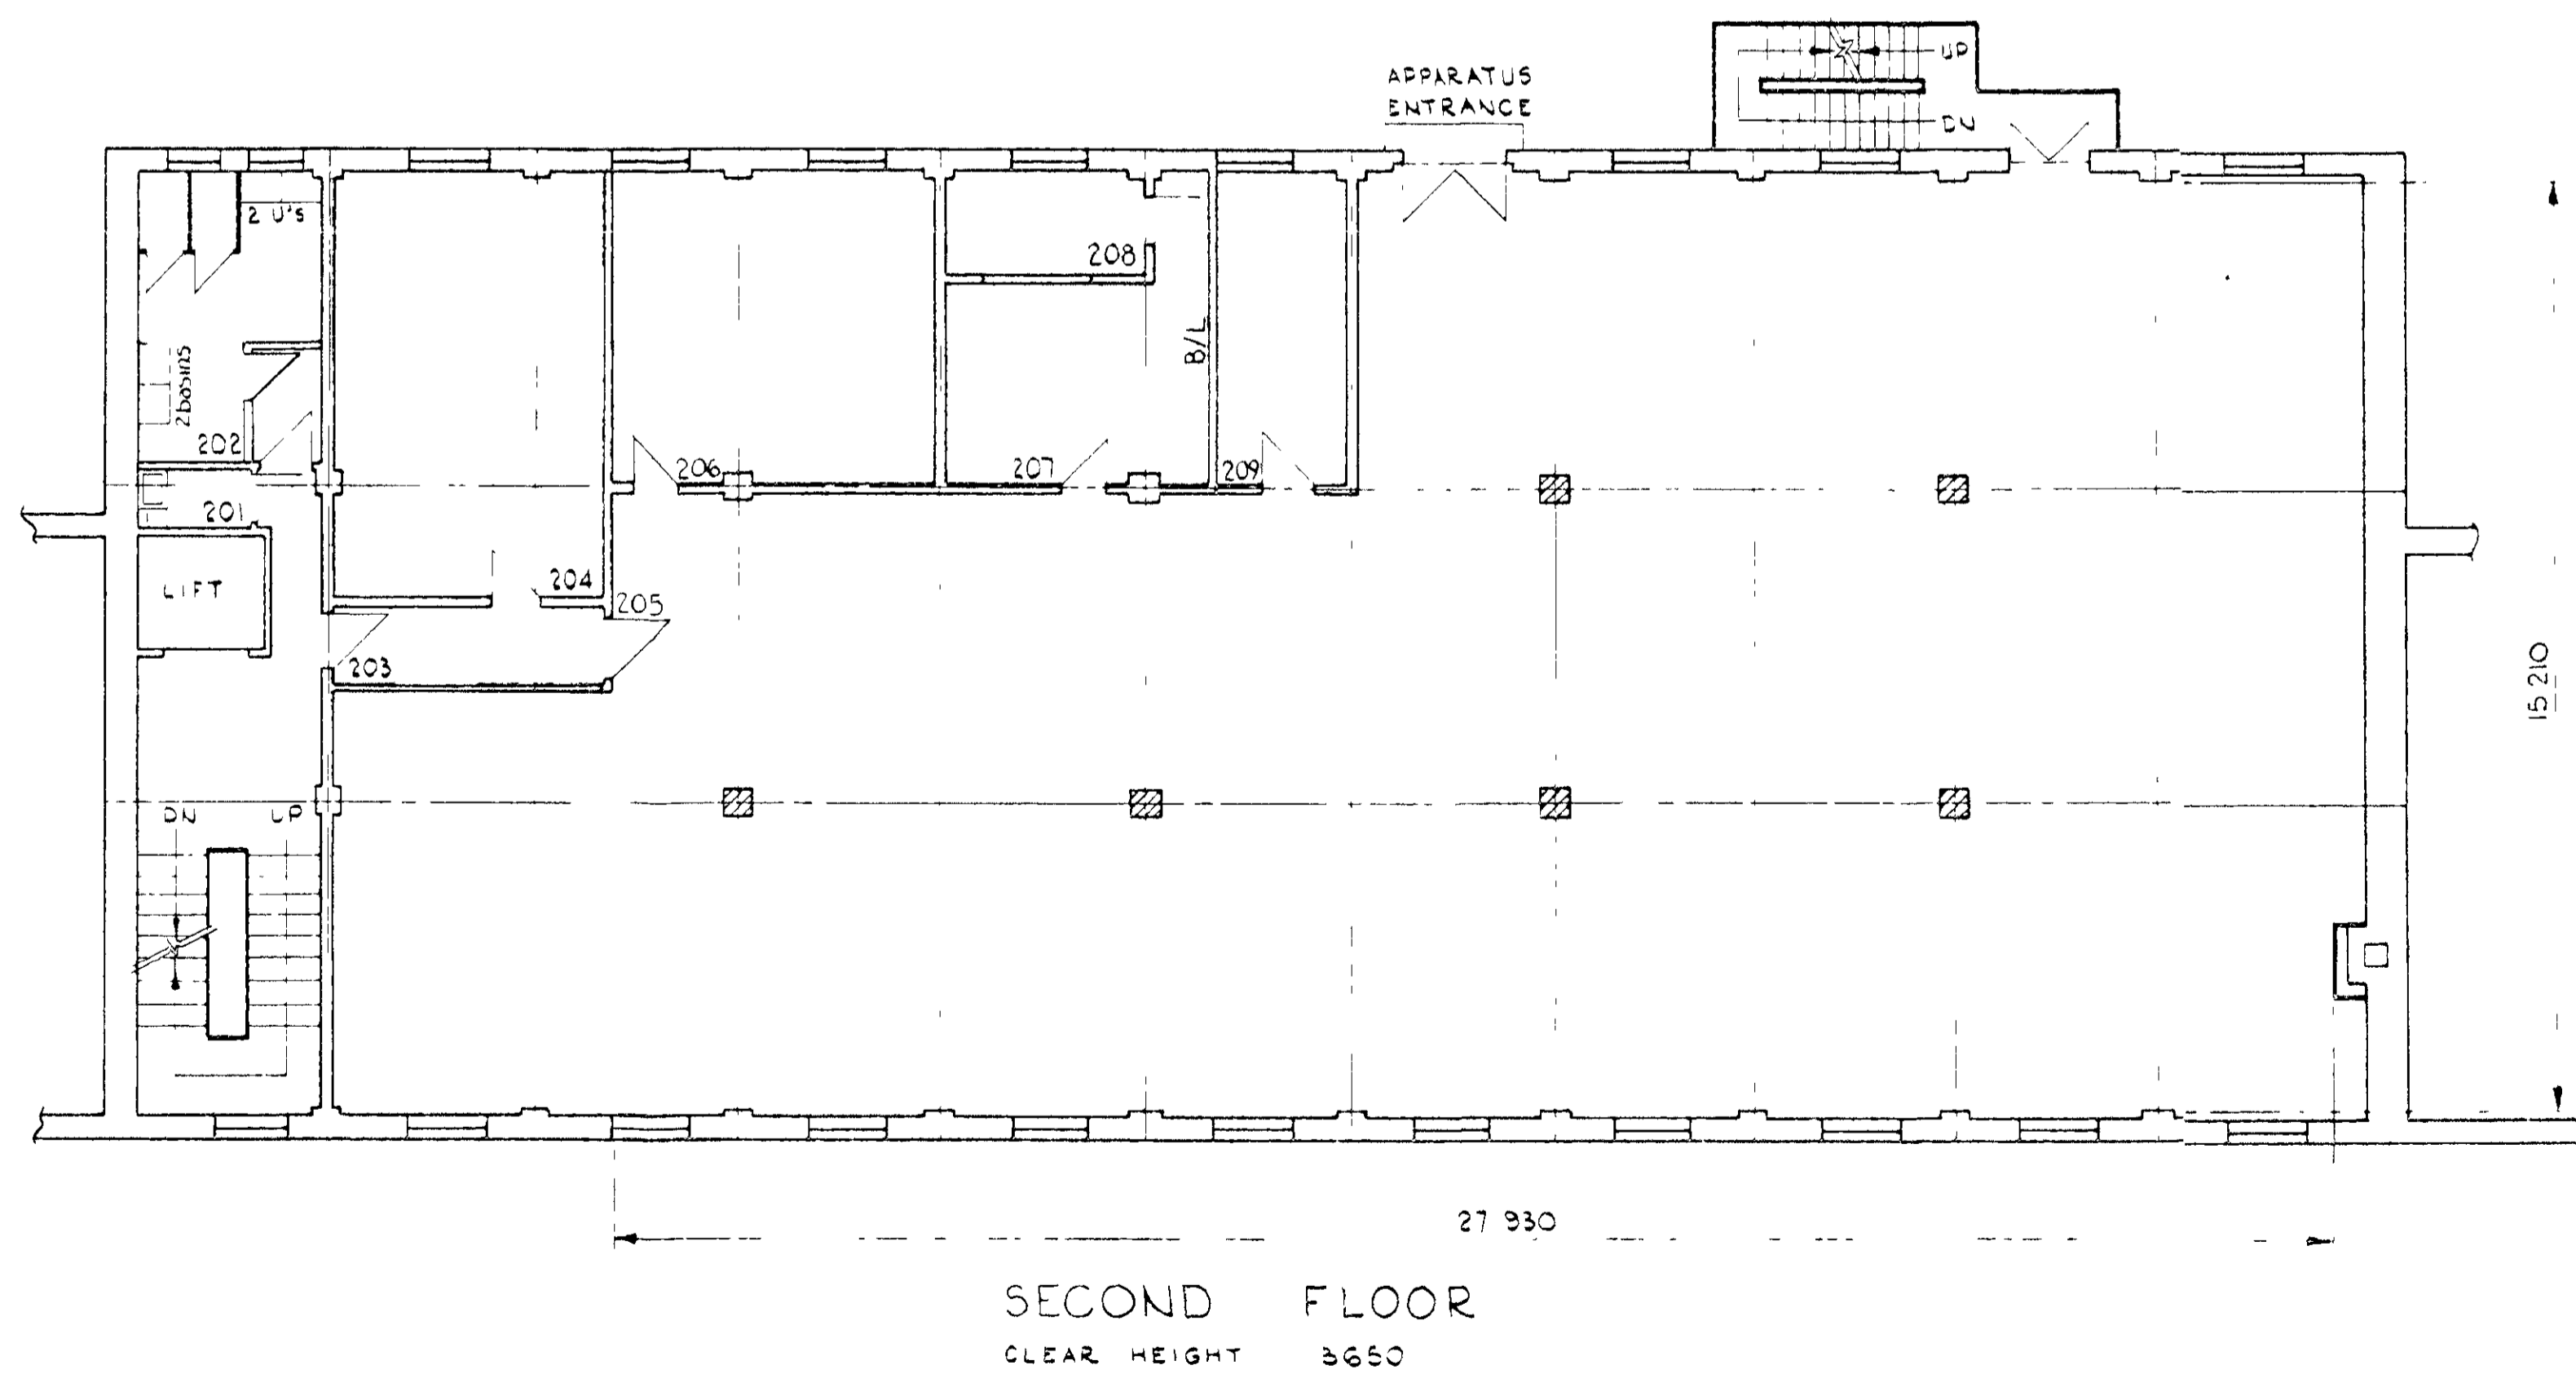 UP
APPARATUS
ENTRANCE
DN
2 U's
208
B/L
2basins
202
206
207
209
201
LIFT
204
205
203
15 210
DN
UP
27 930
SECOND FLOOR
CLEAR HEIGHT 3650